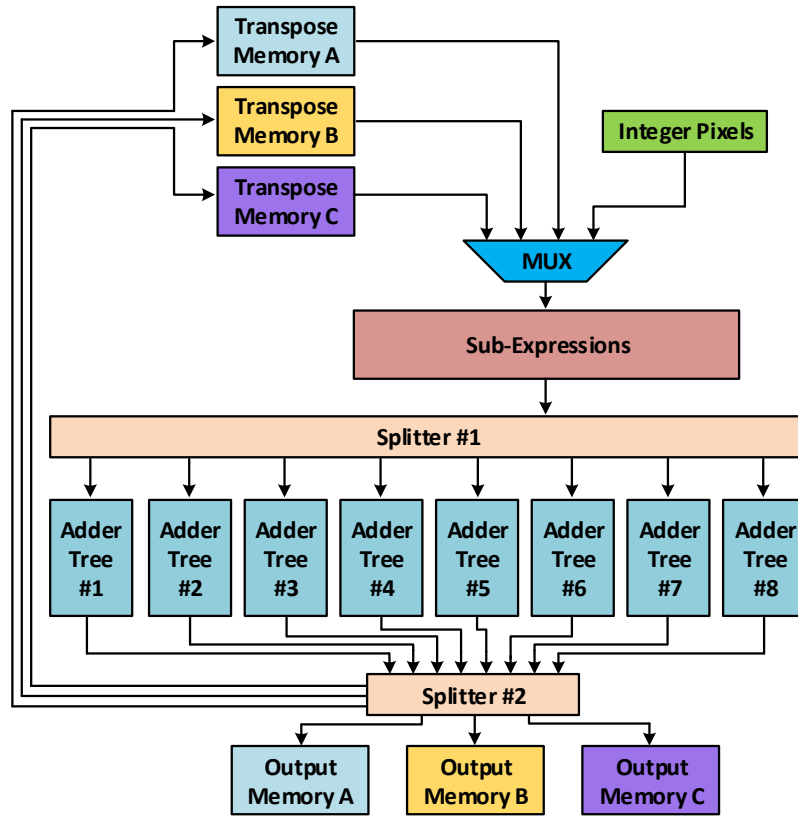 Transpose
Memory A
Transpose
Memory B
Integer Pixels
Transpose
Memory C
MUX
Sub-Expressions
Splitter #1
Adder
Tree
#1
Adder
Tree
#2
Adder
Tree
#3
Adder
Tree
#4
Adder
Tree
#5
Adder
Tree
#6
Adder
Tree
#7
Adder
Tree
#8
Splitter #2
Output
Memory A
Output
Memory B
Output
Memory C